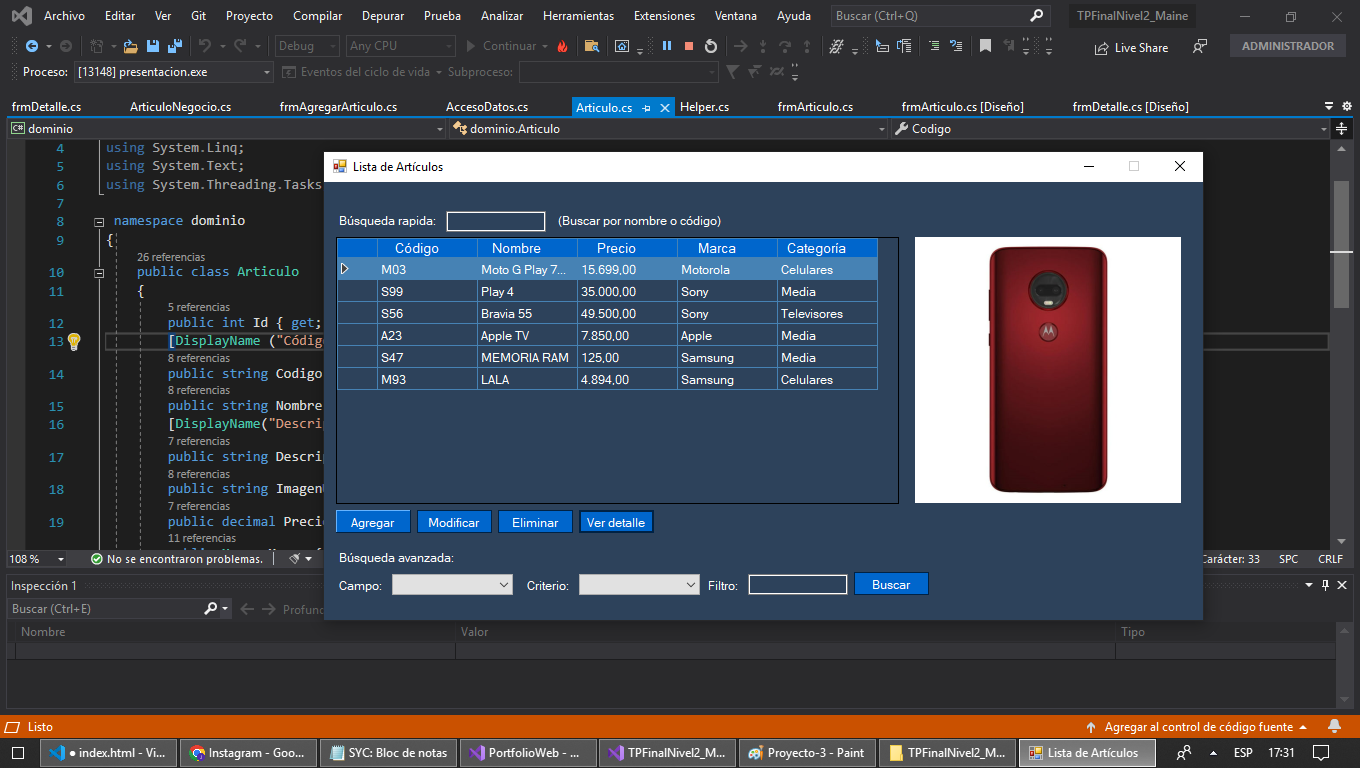 Archivo Editar Ver Git Proyecto Compilar Depurar Prueba Analizar Herramientas Extensiones Ventana Ayuda Buscar (Ctrl+Q) TPFinalNivel2_Maine
Debug Any CPU Continuar Live Share ADMINISTRADOR
Proceso: [13148] presentacion.exe Eventos del ciclo de vida Subproceso:
frmDetalle.cs ArticuloNegocio.cs frmAgregarArticulo.cs AccesoDatos.cs Articulo.cs Helper.cs frmArticulo.cs frmArticulo.cs [Diseño] frmDetalle.cs [Diseño]
C# dominio dominio.Articulo Codigo
4 using System.Linq;
5 using System.Text;
6 using System.Threading.Tasks
7
8 namespace dominio
9 {
26 referencias
10 public class Articulo
11 {
5 referencias
12 public int Id { get;
13 [DisplayName ("Códig
8 referencias
14 public string Codigo
8 referencias
15 public string Nombre
16 [DisplayName("Descrip
7 referencias
17 public string Descrip
8 referencias
18 public string Imagen
7 referencias
19 public decimal Precio
11 referencias
Lista de Artículos
Búsqueda rapida: (Buscar por nombre o código)
Código Nombre Precio Marca Categoría
M03 Moto G Play 7... 15.699,00 Motorola Celulares
S99 Play 4 35.000,00 Sony Media
S56 Bravia 55 49.500,00 Sony Televisores
A23 Apple TV 7.850,00 Apple Media
S47 MEMORIA RAM 125,00 Samsung Media
M93 LALA 4.894,00 Samsung Celulares
Agregar Modificar Eliminar Ver detalle
Búsqueda avanzada:
Campo: Criterio: Filtro: Buscar
108 % No se encontraron problemas. Carácter: 33 SPC CRLF
Inspección 1
Buscar (Ctrl+E) Profun
Nombre Valor Tipo
Listo Agregar al control de código fuente
● index.html - Vi... Instagram - Goo... SYC: Bloc de notas PortfolioWeb - ... TPFinalNivel2_M... Proyecto-3 - Paint TPFinalNivel2_M... Lista de Artículos ESP 17:31